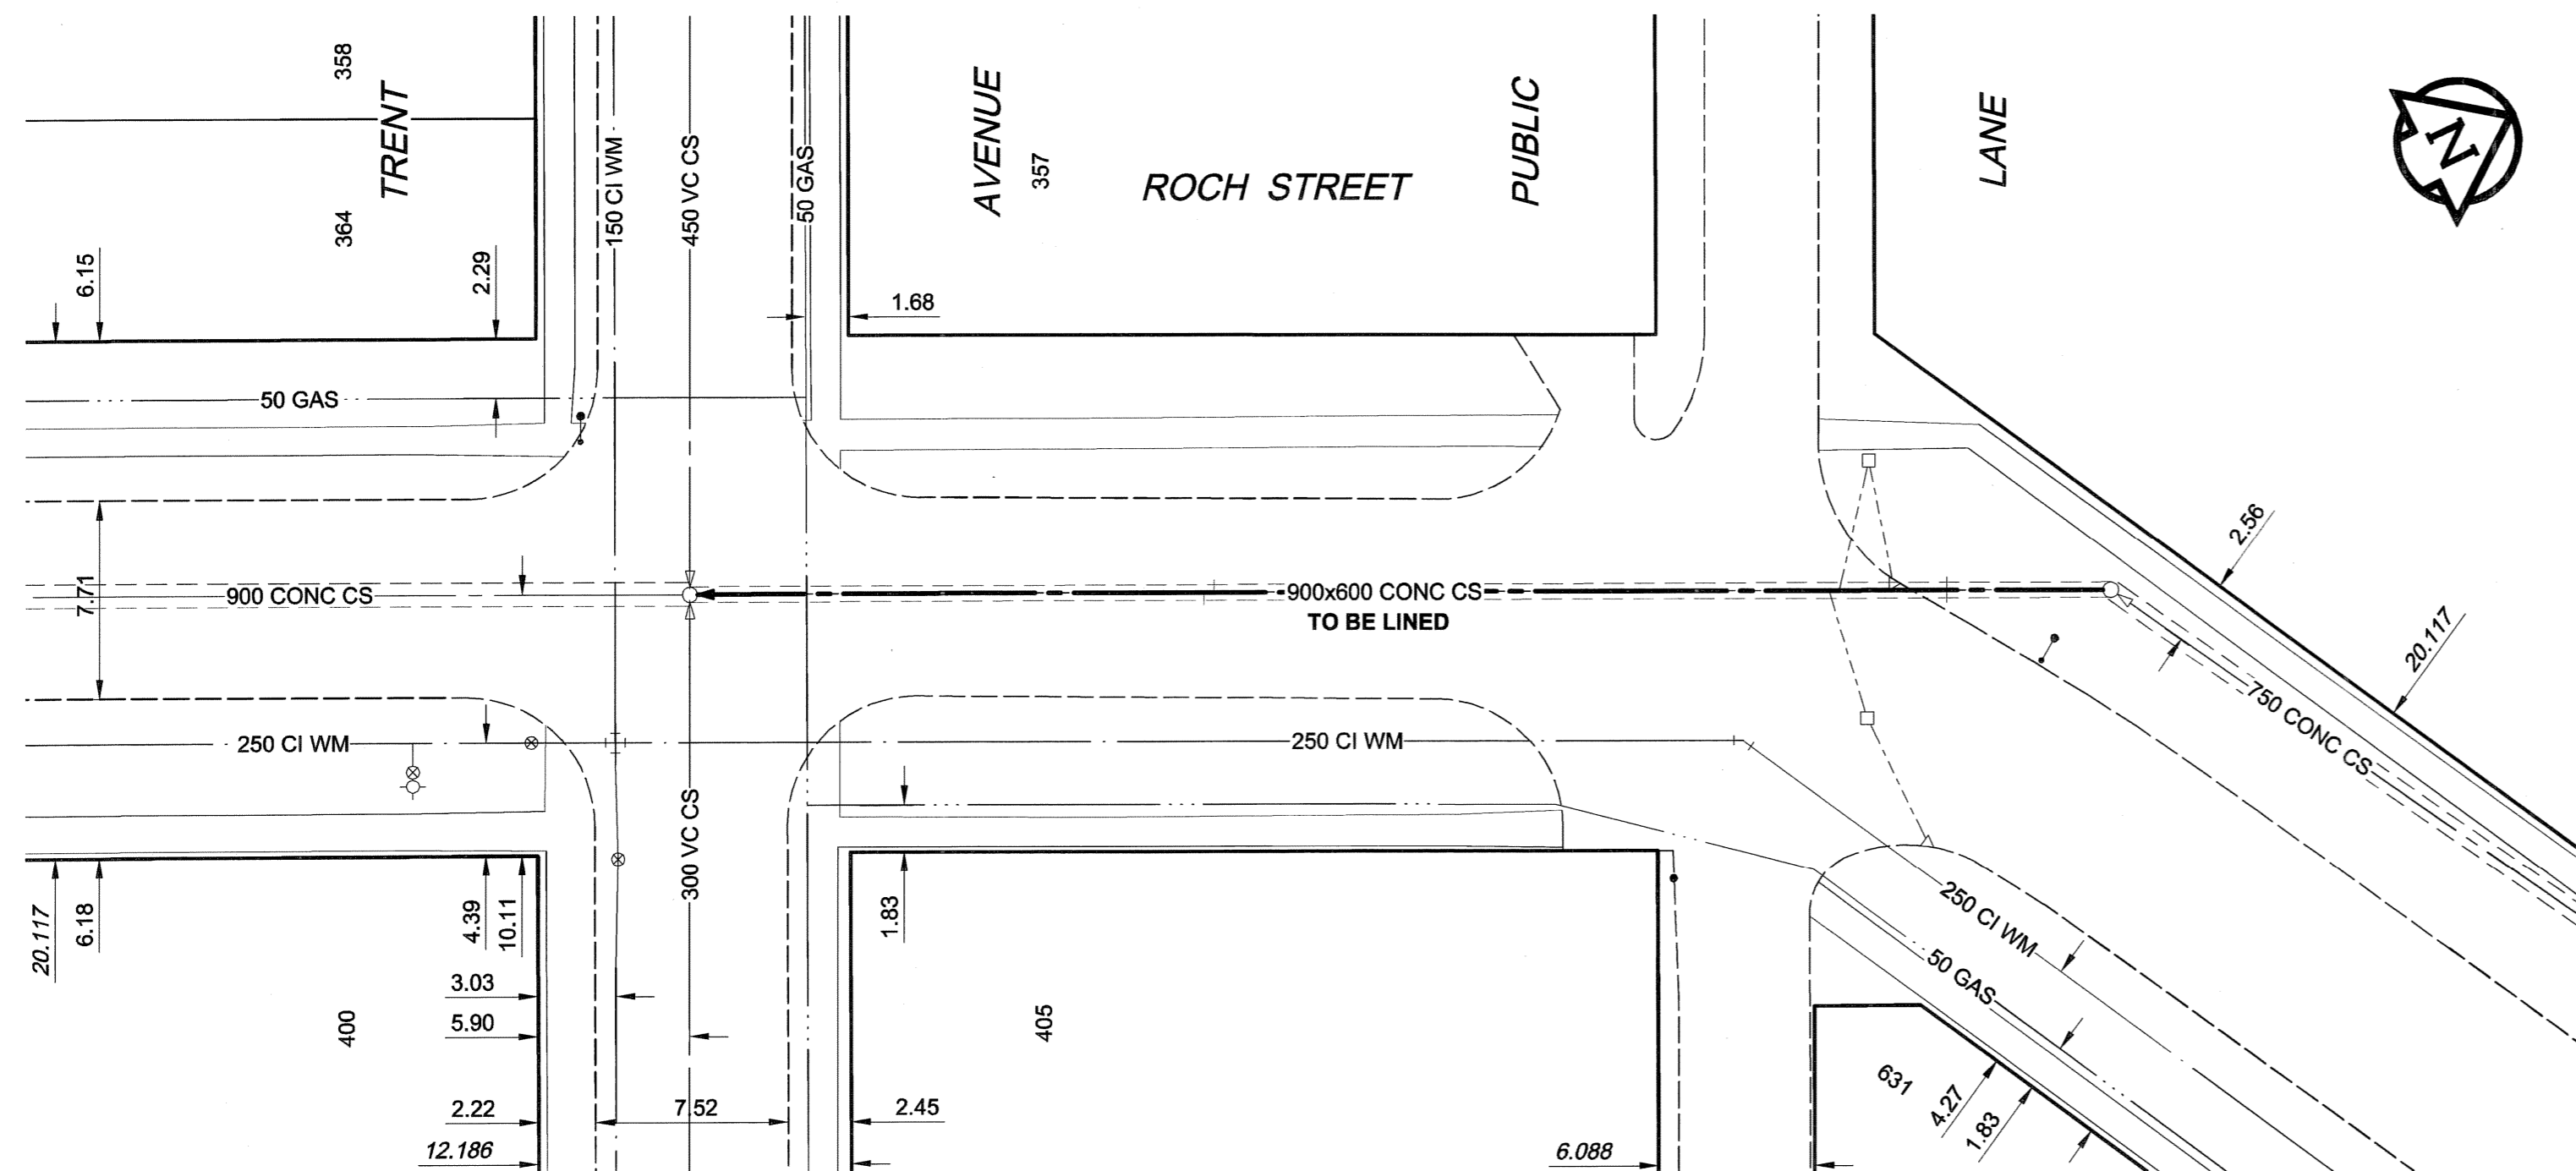 358
TRENT
364
6.15
2.29
150 CI WM
450 VC CS
50 GAS
1.68
AVENUE
357
ROCH STREET
PUBLIC
LANE
N
50 GAS
7.71
900 CONC CS
900x600 CONC CS
TO BE LINED
2.56
20.117
750 CONC CS
250 CI WM
250 CI WM
300 VC CS
1.83
20.117
6.18
4.39
10.11
3.03
5.90
2.22
12.186
400
7.52
2.45
405
6.088
250 CI WM
50 GAS
631
4.27
1.83